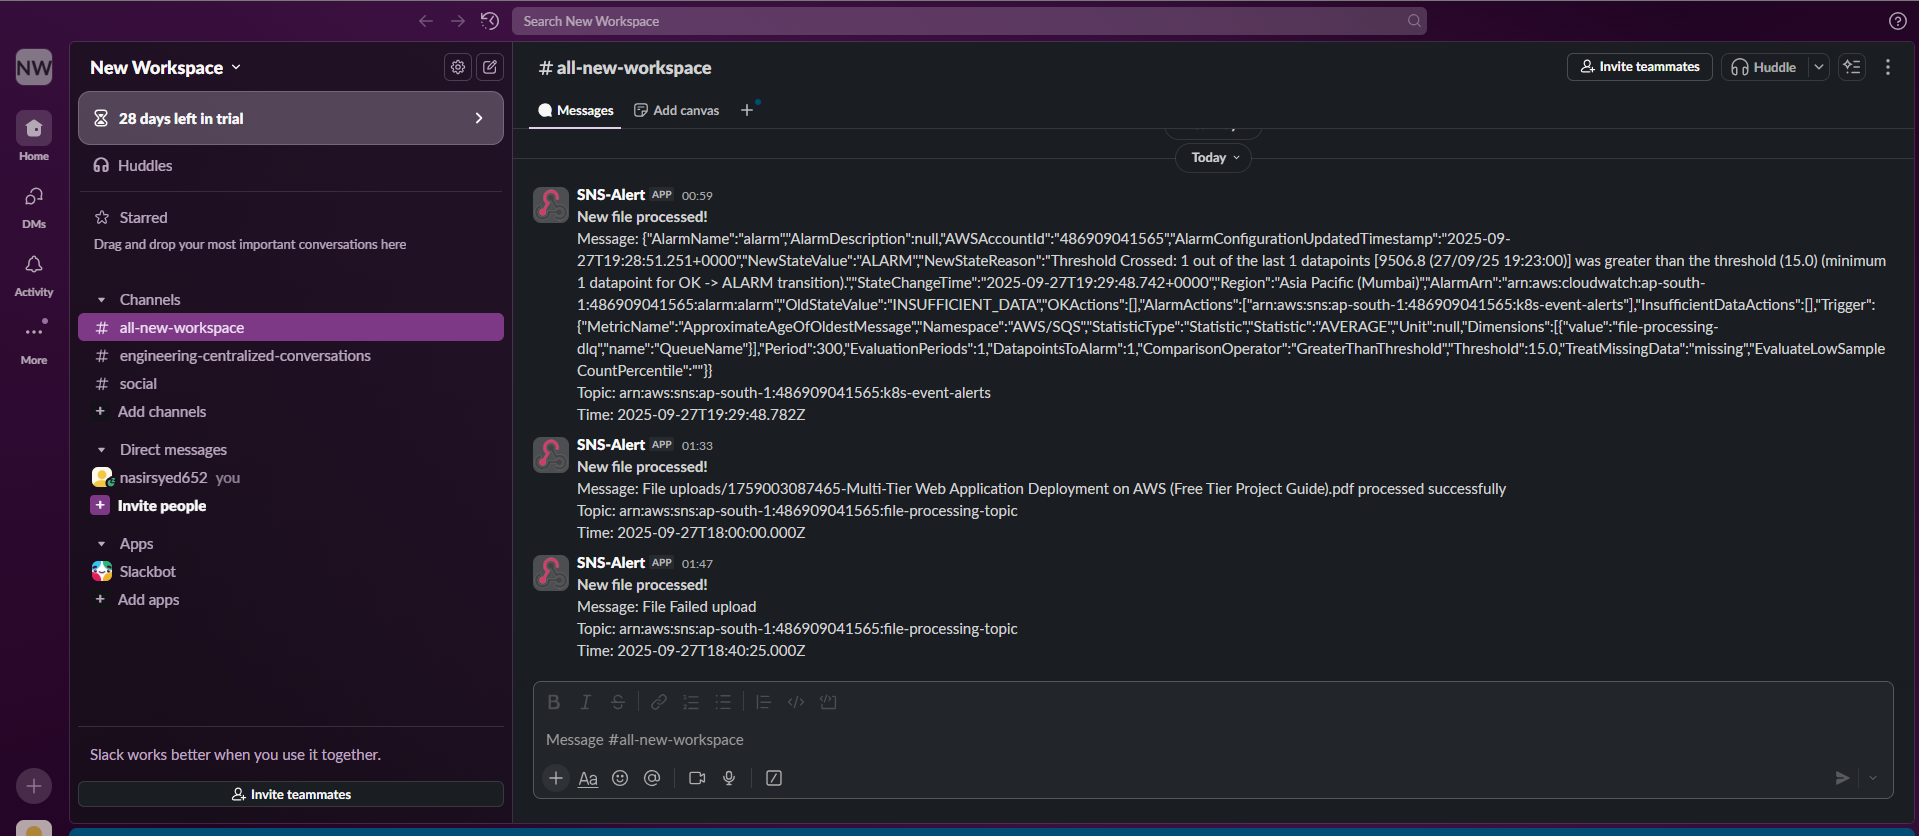 Search New Workspace
NW
New Workspace
28 days left in trial
Huddles
Starred
Drag and drop your most important conversations here
Channels
# all-new-workspace
# engineering-centralized-conversations
# social
+ Add channels
Direct messages
nasirsyed652 you
+ Invite people
Apps
Slackbot
+ Add apps
Slack works better when you use it together.
Invite teammates
Home
DMs
Activity
More
# all-new-workspace
Invite teammates
Huddle
Messages
Add canvas
Today
SNS-Alert APP 00:59
New file processed!
Message: {"AlarmName":"alarm","AlarmDescription":null,"AWSAccountId":"486909041565","AlarmConfigurationUpdatedTimestamp":"2025-09-
27T19:28:51.251+0000","NewStateValue":"ALARM","NewStateReason":"Threshold Crossed: 1 out of the last 1 datapoints [9506.8 (27/09/25 19:23:00)] was greater than the threshold (15.0) (minimum
1 datapoint for OK -> ALARM transition).","StateChangeTime":"2025-09-27T19:29:48.742+0000","Region":"Asia Pacific (Mumbai)","AlarmArn":"arn:aws:cloudwatch:ap-south-
1:486909041565:alarm:alarm","OldStateValue":"INSUFFICIENT_DATA","OKActions":[],"AlarmActions":["arn:aws:sns:ap-south-1:486909041565:k8s-event-alerts"],"InsufficientDataActions":[],"Trigger":
{"MetricName":"ApproximateAgeOfOldestMessage","Namespace":"AWS/SQS","StatisticType":"Statistic","Statistic":"AVERAGE","Unit":null,"Dimensions":[{"value":"file-processing-
dlq","name":"QueueName"}],"Period":300,"EvaluationPeriods":1,"DatapointsToAlarm":1,"ComparisonOperator":"GreaterThanThreshold","Threshold":15.0,"TreatMissingData":"missing","EvaluateLowSample
CountPercentile":""}}
Topic: arn:aws:sns:ap-south-1:486909041565:k8s-event-alerts
Time: 2025-09-27T19:29:48.782Z
SNS-Alert APP 01:33
New file processed!
Message: File uploads/1759003087465-Multi-Tier Web Application Deployment on AWS (Free Tier Project Guide).pdf processed successfully
Topic: arn:aws:sns:ap-south-1:486909041565:file-processing-topic
Time: 2025-09-27T18:00:00.000Z
SNS-Alert APP 01:47
New file processed!
Message: File Failed upload
Topic: arn:aws:sns:ap-south-1:486909041565:file-processing-topic
Time: 2025-09-27T18:40:25.000Z
Message #all-new-workspace
Aa